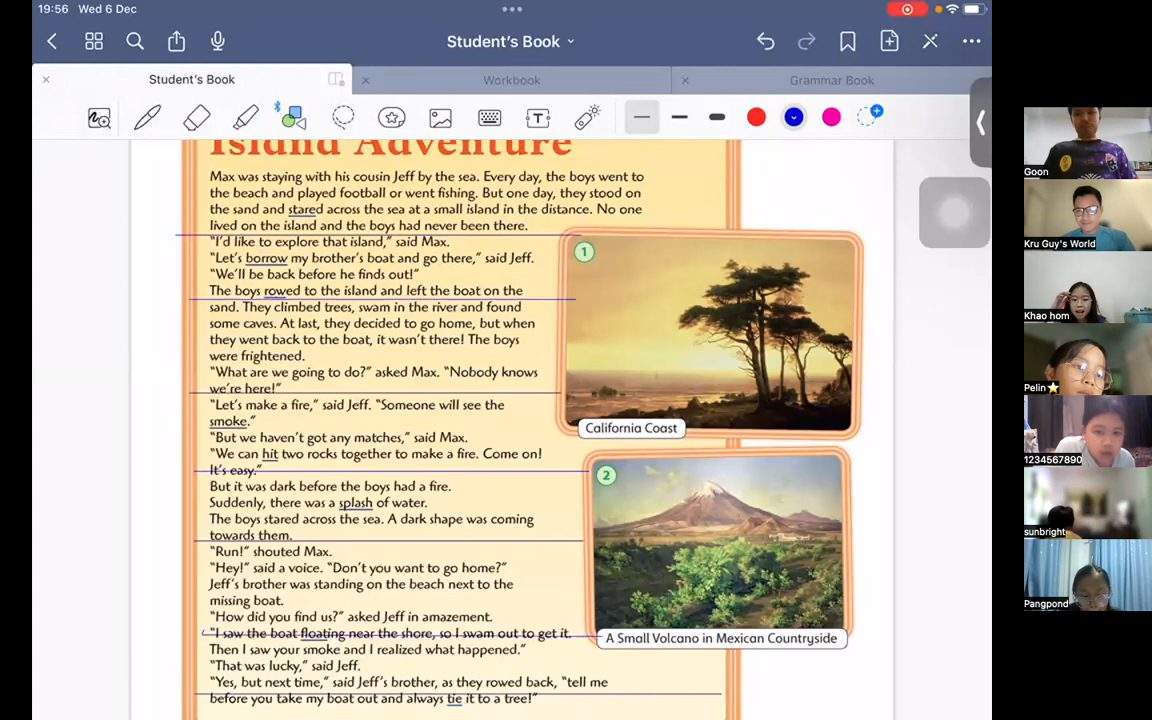 19:56 Wed 6 Dec
Student's Book
Student's Book
Workbook
Grammar Book
Island Adventure
Max was staying with his cousin Jeff by the sea. Every day, the boys went to
the beach and played football or went fishing. But one day, they stood on
the sand and stared across the sea at a small island in the distance. No one
lived on the island and the boys had never been there.
"I'd like to explore that island," said Max.
"Let's borrow my brother's boat and go there," said Jeff.
"We'll be back before he finds out!"
The boys rowed to the island and left the boat on the
sand. They climbed trees, swam in the river and found
some caves. At last, they decided to go home, but when
they went back to the boat, it wasn't there! The boys
were frightened.
"What are we going to do?" asked Max. "Nobody knows
we're here!"
"Let's make a fire," said Jeff. "Someone will see the
smoke."
"But we haven't got any matches," said Max.
"We can hit two rocks together to make a fire. Come on!
It's easy."
But it was dark before the boys had a fire.
Suddenly, there was a splash of water.
The boys stared across the sea. A dark shape was coming
towards them.
"Run!" shouted Max.
"Hey!" said a voice. "Don't you want to go home?"
Jeff's brother was standing on the beach next to the
missing boat.
"How did you find us?" asked Jeff in amazement.
"I saw the boat floating near the shore, so I swam out to get it.
Then I saw your smoke and I realized what happened."
"That was lucky," said Jeff.
"Yes, but next time," said Jeff's brother, as they rowed back, "tell me
before you take my boat out and always tie it to a tree!"
1
California Coast
2
A Small Volcano in Mexican Countryside
Goon
Kru Guy's World
Khao hom
Pelin⭐
1234567890
sunbright
Pangpond